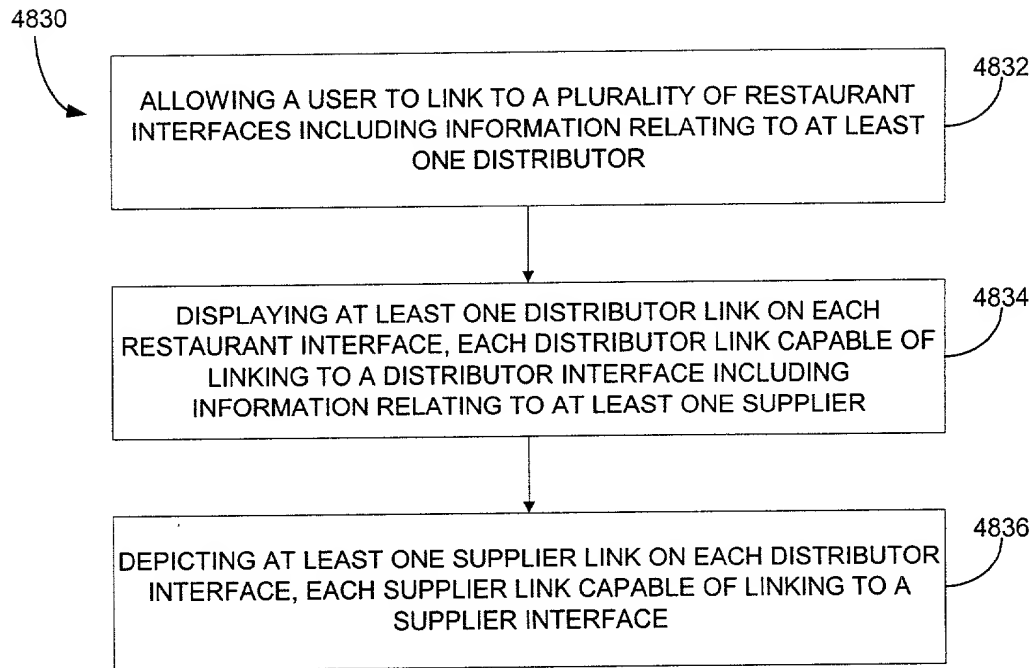 4830
4832
ALLOWING A USER TO LINK TO A PLURALITY OF RESTAURANT
INTERFACES INCLUDING INFORMATION RELATING TO AT LEAST
ONE DISTRIBUTOR
4834
DISPLAYING AT LEAST ONE DISTRIBUTOR LINK ON EACH
RESTAURANT INTERFACE, EACH DISTRIBUTOR LINK CAPABLE OF
LINKING TO A DISTRIBUTOR INTERFACE INCLUDING
INFORMATION RELATING TO AT LEAST ONE SUPPLIER
4836
DEPICTING AT LEAST ONE SUPPLIER LINK ON EACH DISTRIBUTOR
INTERFACE, EACH SUPPLIER LINK CAPABLE OF LINKING TO A
SUPPLIER INTERFACE